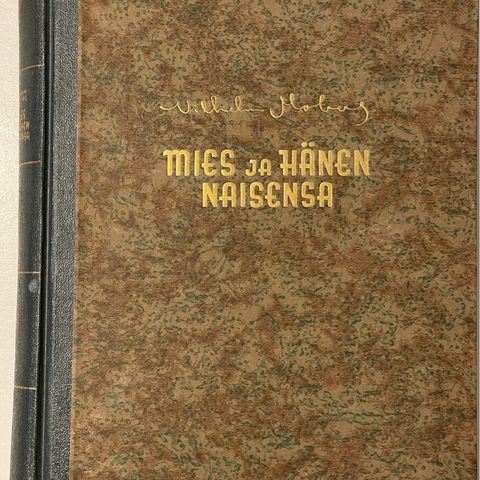 Vilhelm Moberg
MIES JA HÄNEN
NAISENSA